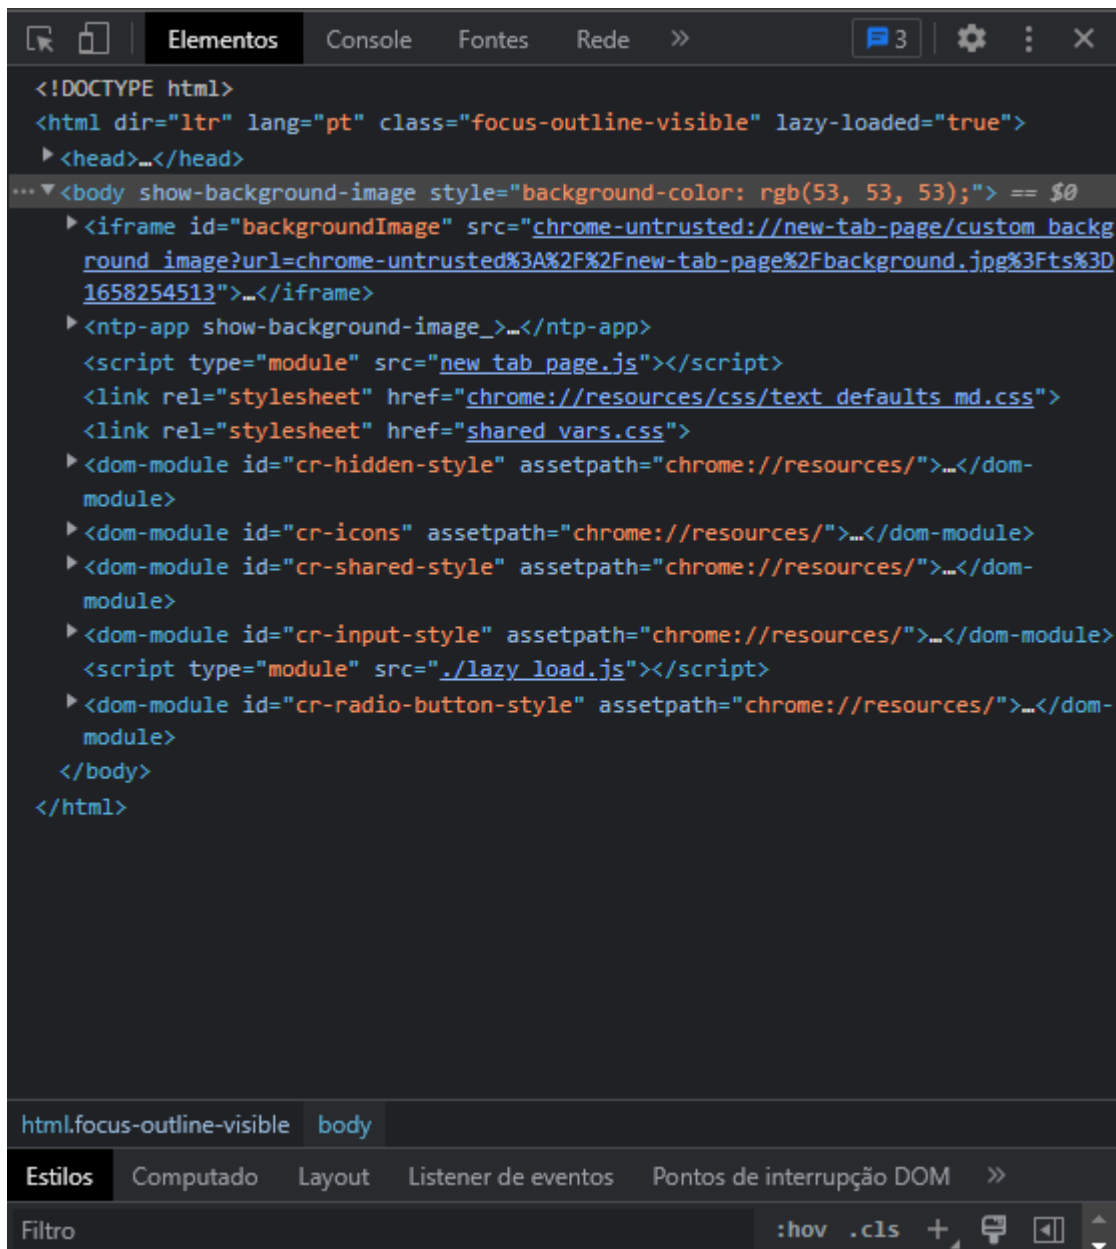 Elementos Console Fontes Rede » 3
<!DOCTYPE html>
<html dir="ltr" lang="pt" class="focus-outline-visible" lazy-loaded="true">
<head>…</head>
<body show-background-image style="background-color: rgb(53, 53, 53);"> == $0
<iframe id="backgroundImage" src="chrome-untrusted://new-tab-page/custom_backg
round_image?url=chrome-untrusted%3A%2F%2Fnew-tab-page%2Fbackground.jpg%3Fts%3D
1658254513">…</iframe>
<ntp-app show-background-image_>…</ntp-app>
<script type="module" src="new_tab_page.js"></script>
<link rel="stylesheet" href="chrome://resources/css/text_defaults_md.css">
<link rel="stylesheet" href="shared_vars.css">
<dom-module id="cr-hidden-style" assetpath="chrome://resources/">…</dom-
module>
<dom-module id="cr-icons" assetpath="chrome://resources/">…</dom-module>
<dom-module id="cr-shared-style" assetpath="chrome://resources/">…</dom-
module>
<dom-module id="cr-input-style" assetpath="chrome://resources/">…</dom-module>
<script type="module" src="./lazy_load.js"></script>
<dom-module id="cr-radio-button-style" assetpath="chrome://resources/">…</dom-
module>
</body>
</html>
html.focus-outline-visible body
Estilos Computado Layout Listener de eventos Pontos de interrupção DOM »
Filtro :hov .cls +